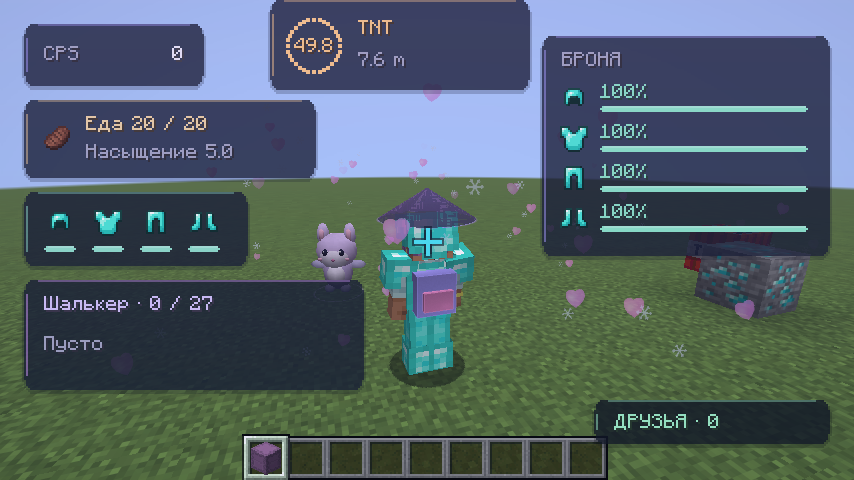 CPS 0
49.8
TNT
7.6 m
Еда 20 / 20
Насыщение 5.0
Шалькер · 0 / 27
Пусто
БРОНЯ
100%
100%
100%
100%
ДРУЗЬЯ · 0